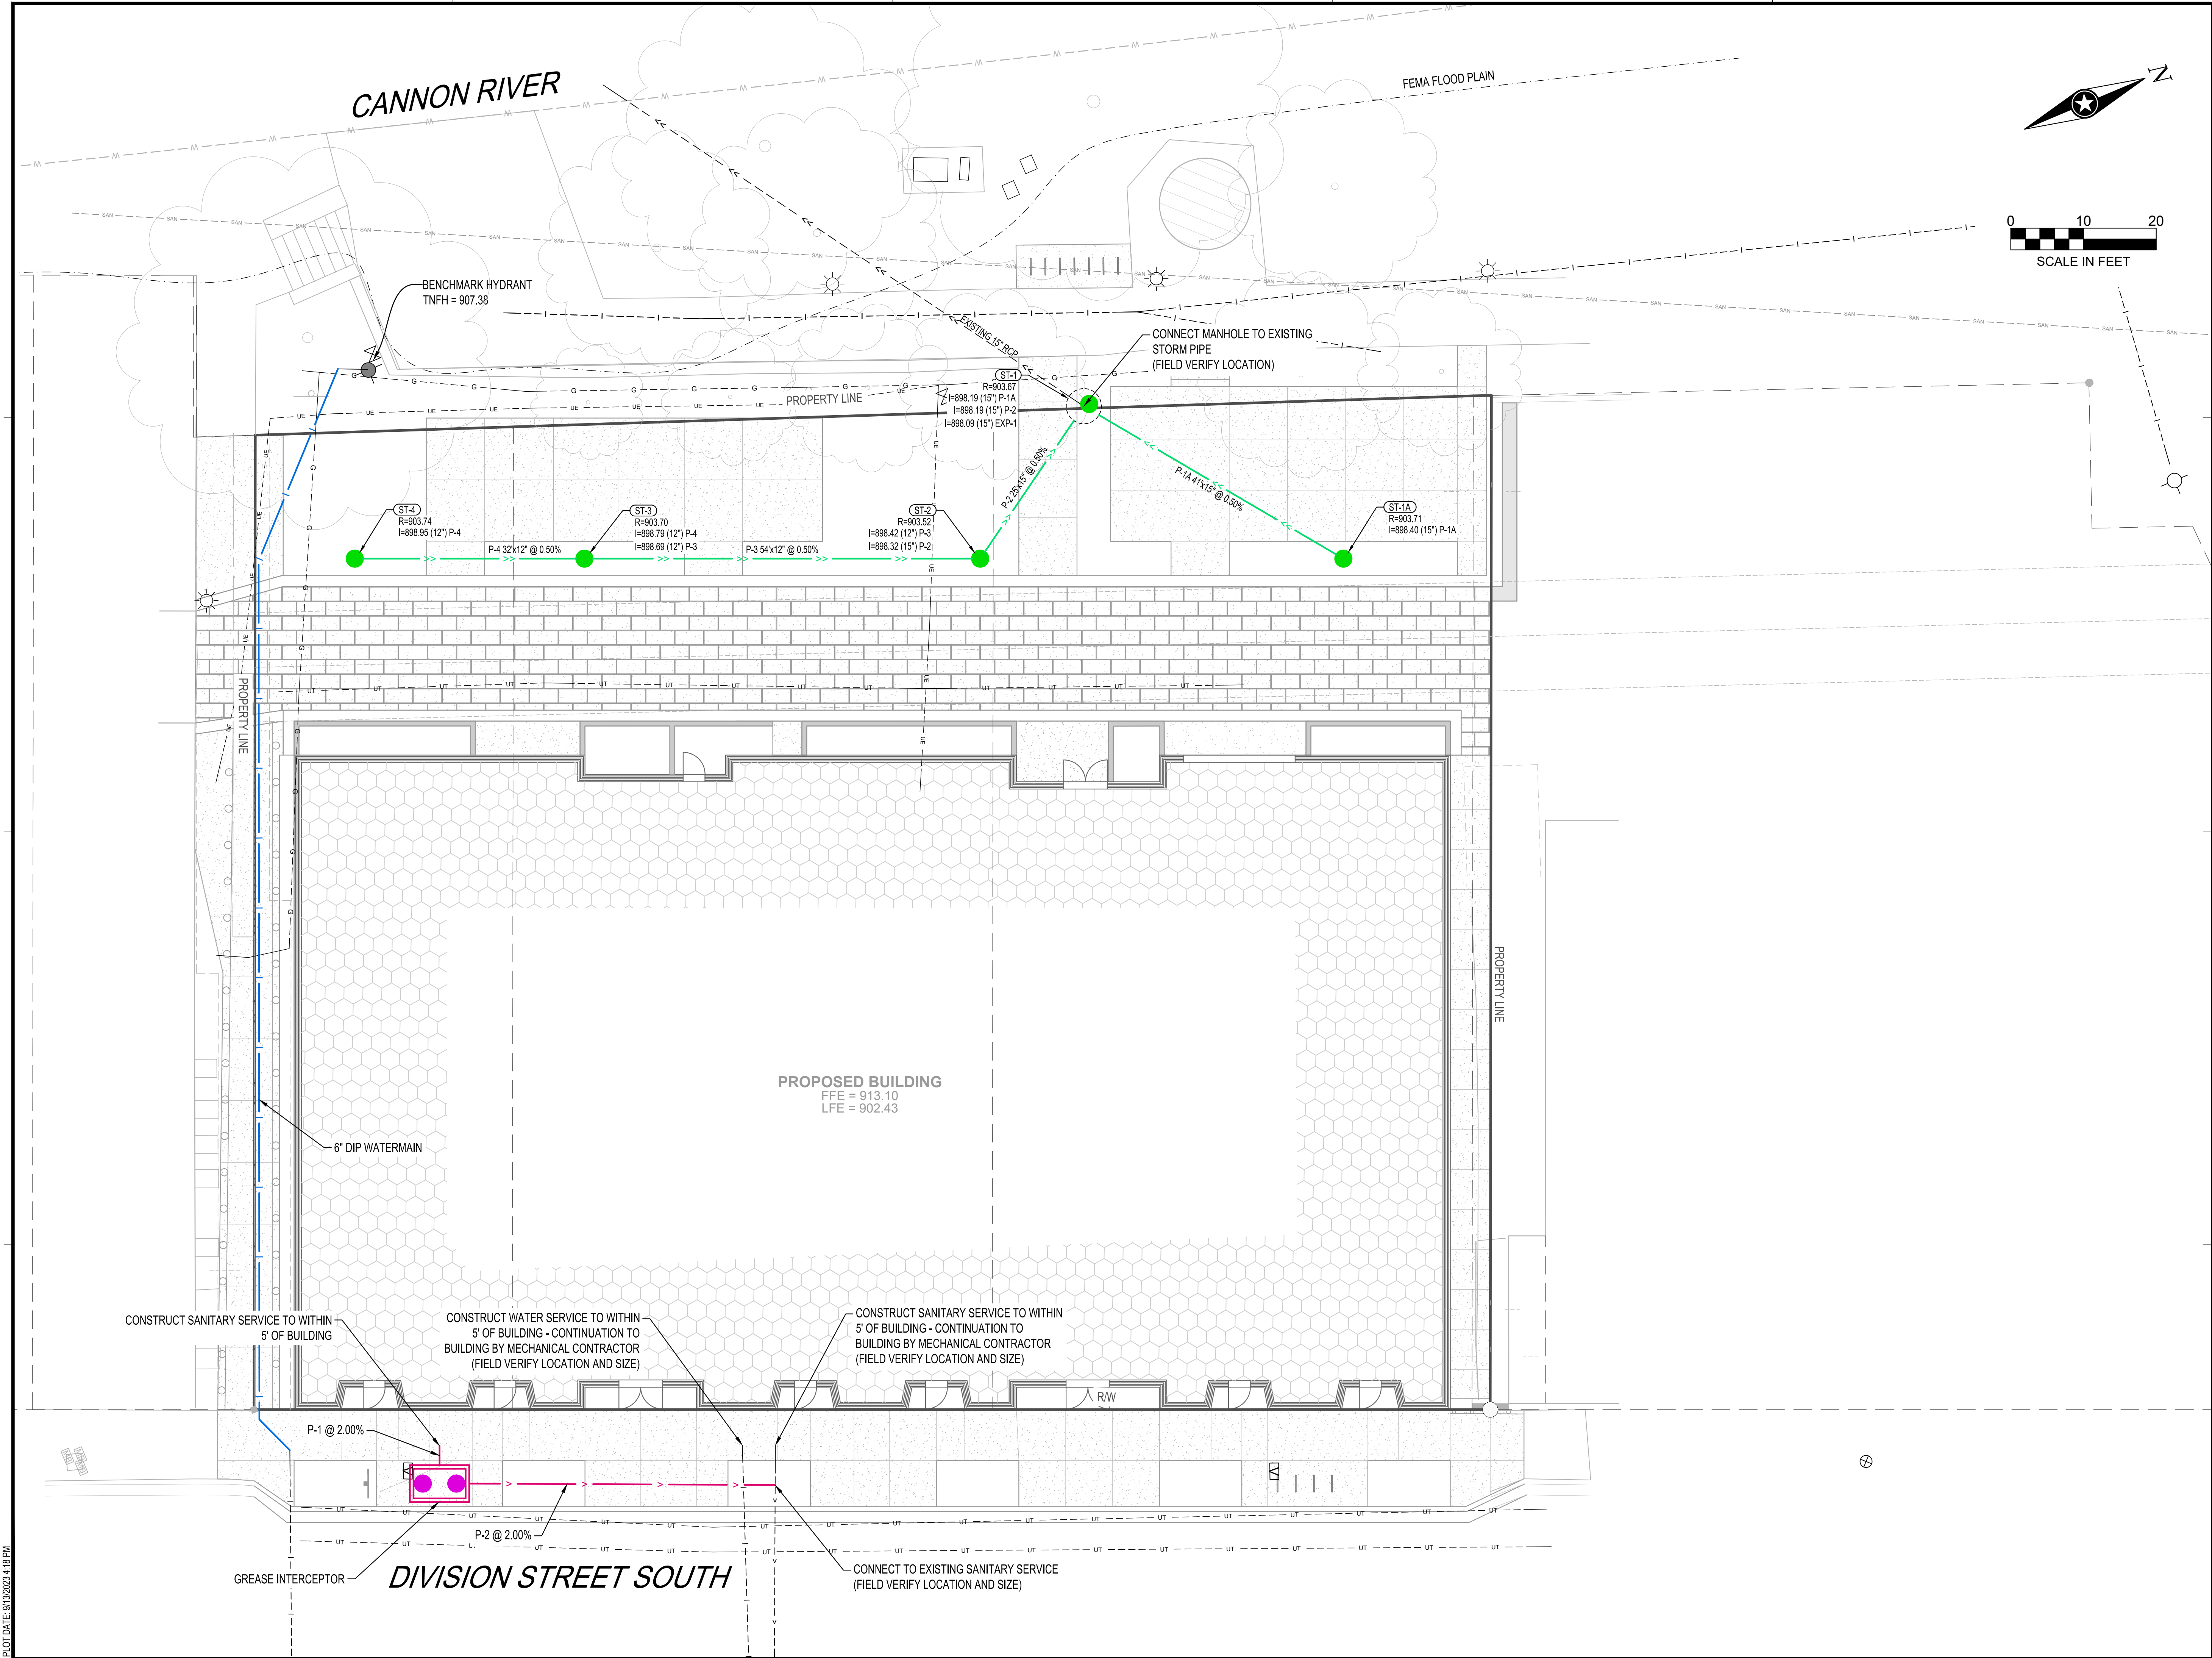 CANNON RIVER
FEMA FLOOD PLAIN
N
0 10 20
SCALE IN FEET
BENCHMARK HYDRANT
TNFH = 907.38
EXISTING 15" RCP
CONNECT MANHOLE TO EXISTING
STORM PIPE
(FIELD VERIFY LOCATION)
PROPERTY LINE
ST-1
R=903.67
I=898.19 (15") P-1A
I=898.19 (15") P-2
I=898.09 (15") EXP-1
P-2 25'x15" @ 0.50%
P-1A 41'x15" @ 0.50%
ST-4
R=903.74
I=898.95 (12") P-4
P-4 32'x12" @ 0.50%
ST-3
R=903.70
I=898.79 (12") P-4
I=898.69 (12") P-3
P-3 54'x12" @ 0.50%
ST-2
R=903.52
I=898.42 (12") P-3
I=898.32 (15") P-2
ST-1A
R=903.71
I=898.40 (15") P-1A
PROPERTY LINE
PROPERTY LINE
PROPOSED BUILDING
FFE = 913.10
LFE = 902.43
6" DIP WATERMAIN
CONSTRUCT SANITARY SERVICE TO WITHIN
5' OF BUILDING
CONSTRUCT WATER SERVICE TO WITHIN
5' OF BUILDING - CONTINUATION TO
BUILDING BY MECHANICAL CONTRACTOR
(FIELD VERIFY LOCATION AND SIZE)
CONSTRUCT SANITARY SERVICE TO WITHIN
5' OF BUILDING - CONTINUATION TO
BUILDING BY MECHANICAL CONTRACTOR
(FIELD VERIFY LOCATION AND SIZE)
R/W
P-1 @ 2.00%
P-2 @ 2.00%
GREASE INTERCEPTOR
DIVISION STREET SOUTH
CONNECT TO EXISTING SANITARY SERVICE
(FIELD VERIFY LOCATION AND SIZE)
PLOT DATE: 9/13/2023 4:18 PM